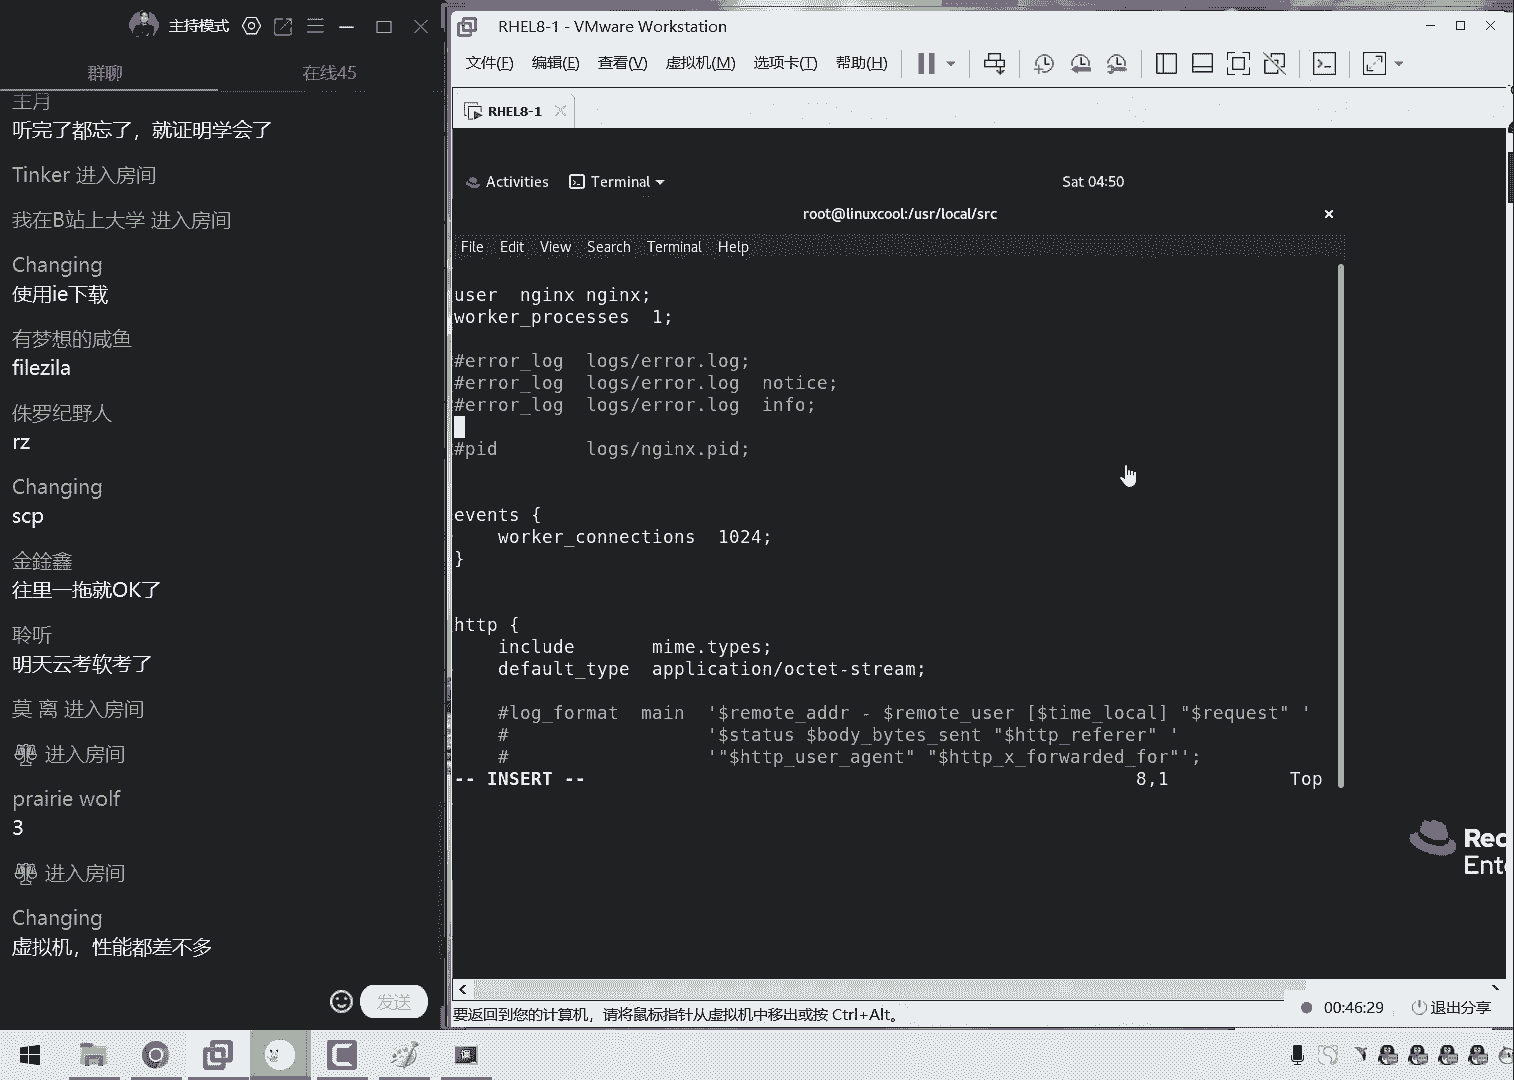 主持模式
群聊
在线45
主月
听完了都忘了，就证明学会了
Tinker 进入房间
我在B站上大学 进入房间
Changing
使用ie下载
有梦想的咸鱼
filezila
侏罗纪野人
rz
Changing
scp
金銓鑫
往里一拖就OK了
聆听
明天云考软考了
莫 离 进入房间
进入房间
prairie wolf
3
进入房间
Changing
虚拟机，性能都差不多
发送
RHEL8-1 - VMware Workstation
文件(F) 编辑(E) 查看(V) 虚拟机(M) 选项卡(T) 帮助(H)
RHEL8-1
Activities
Terminal
Sat 04:50
root@linuxcool:/usr/local/src
File Edit View Search Terminal Help
user  nginx nginx;
worker_processes  1;
#error_log  logs/error.log;
#error_log  logs/error.log  notice;
#error_log  logs/error.log  info;
#pid        logs/nginx.pid;
events {
    worker_connections  1024;
}
http {
    include       mime.types;
    default_type  application/octet-stream;
    #log_format  main  '$remote_addr - $remote_user [$time_local] "$request" '
    #                  '$status $body_bytes_sent "$http_referer" '
    #                  '"$http_user_agent" "$http_x_forwarded_for"';
-- INSERT --
8,1
Top
Rec
Ente
要返回到您的计算机，请将鼠标指针从虚拟机中移出或按 Ctrl+Alt。
00:46:29
退出分享